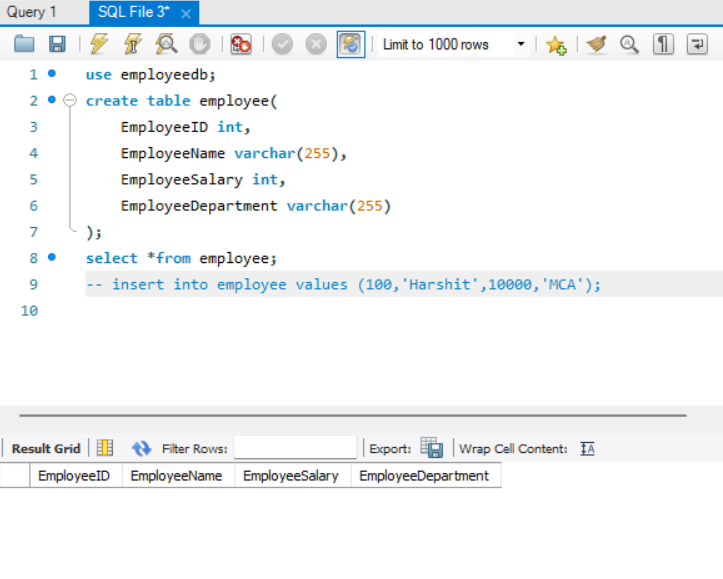 Query 1 SQL File 3* ×
Limit to 1000 rows
1 use employeedb;
2 create table employee(
3 EmployeeID int,
4 EmployeeName varchar(255),
5 EmployeeSalary int,
6 EmployeeDepartment varchar(255)
7 );
8 select *from employee;
9 -- insert into employee values (100,'Harshit',10000,'MCA');
10
Result Grid Filter Rows: Export: Wrap Cell Content:
EmployeeID EmployeeName EmployeeSalary EmployeeDepartment